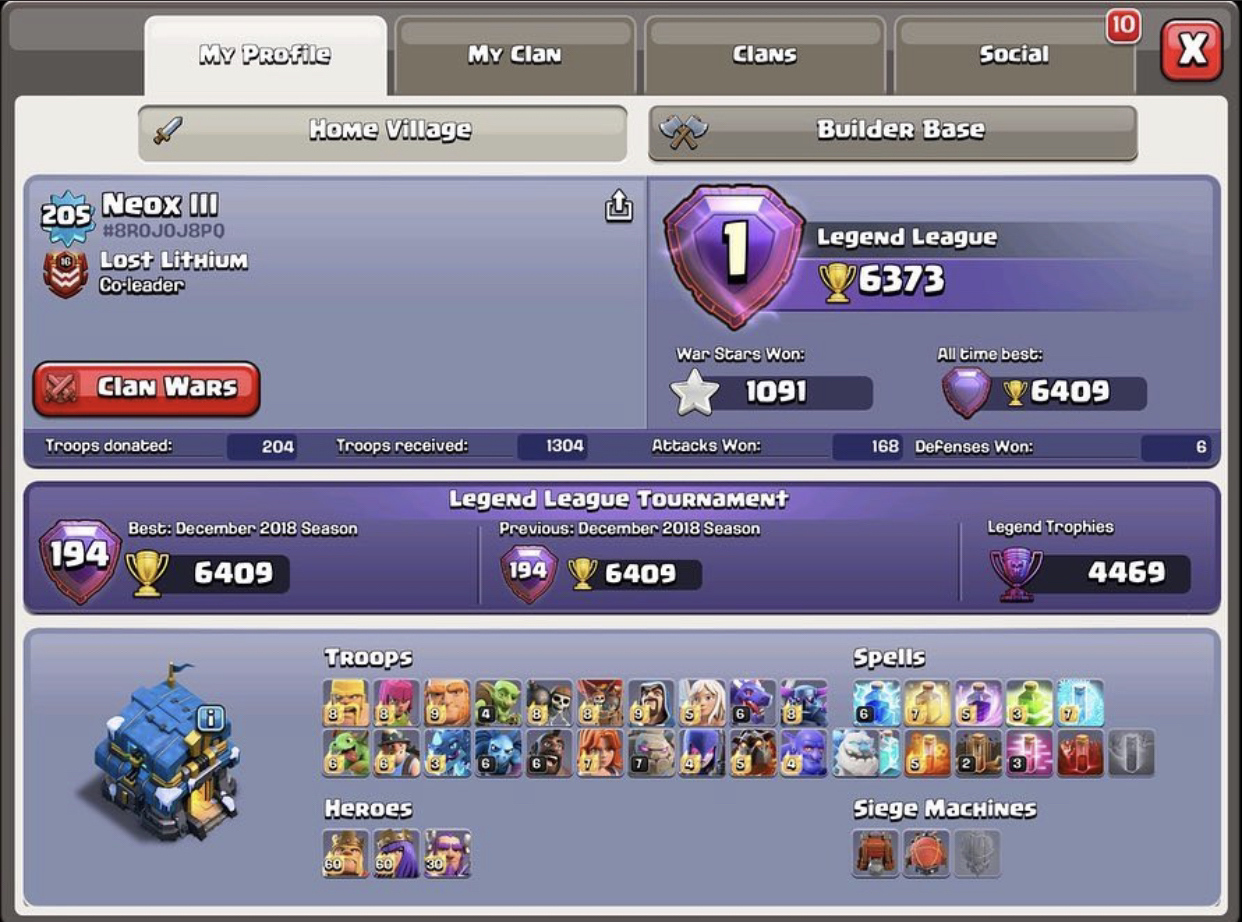 My Profile
My Clan
Clans
Social
10
X
Home Village
Builder Base
205
Neox III
#8R0J0J8PQ
16
Lost Lithium
Co-leader
Clan Wars
1
Legend League
6373
War Stars Won:
1091
All time best:
6409
Troops donated: 204
Troops received: 1304
Attacks Won: 168
Defenses Won: 6
Legend League Tournament
194
Best: December 2018 Season
6409
Previous: December 2018 Season
194
6409
Legend Trophies
4469
i
Troops
8 8 9 4 8 8 9 5 6 8
6 6 3 6 6 7 7 4 5 4
Spells
6 7 5 3 7
5 2 3
Heroes
60 60 30
Siege Machines